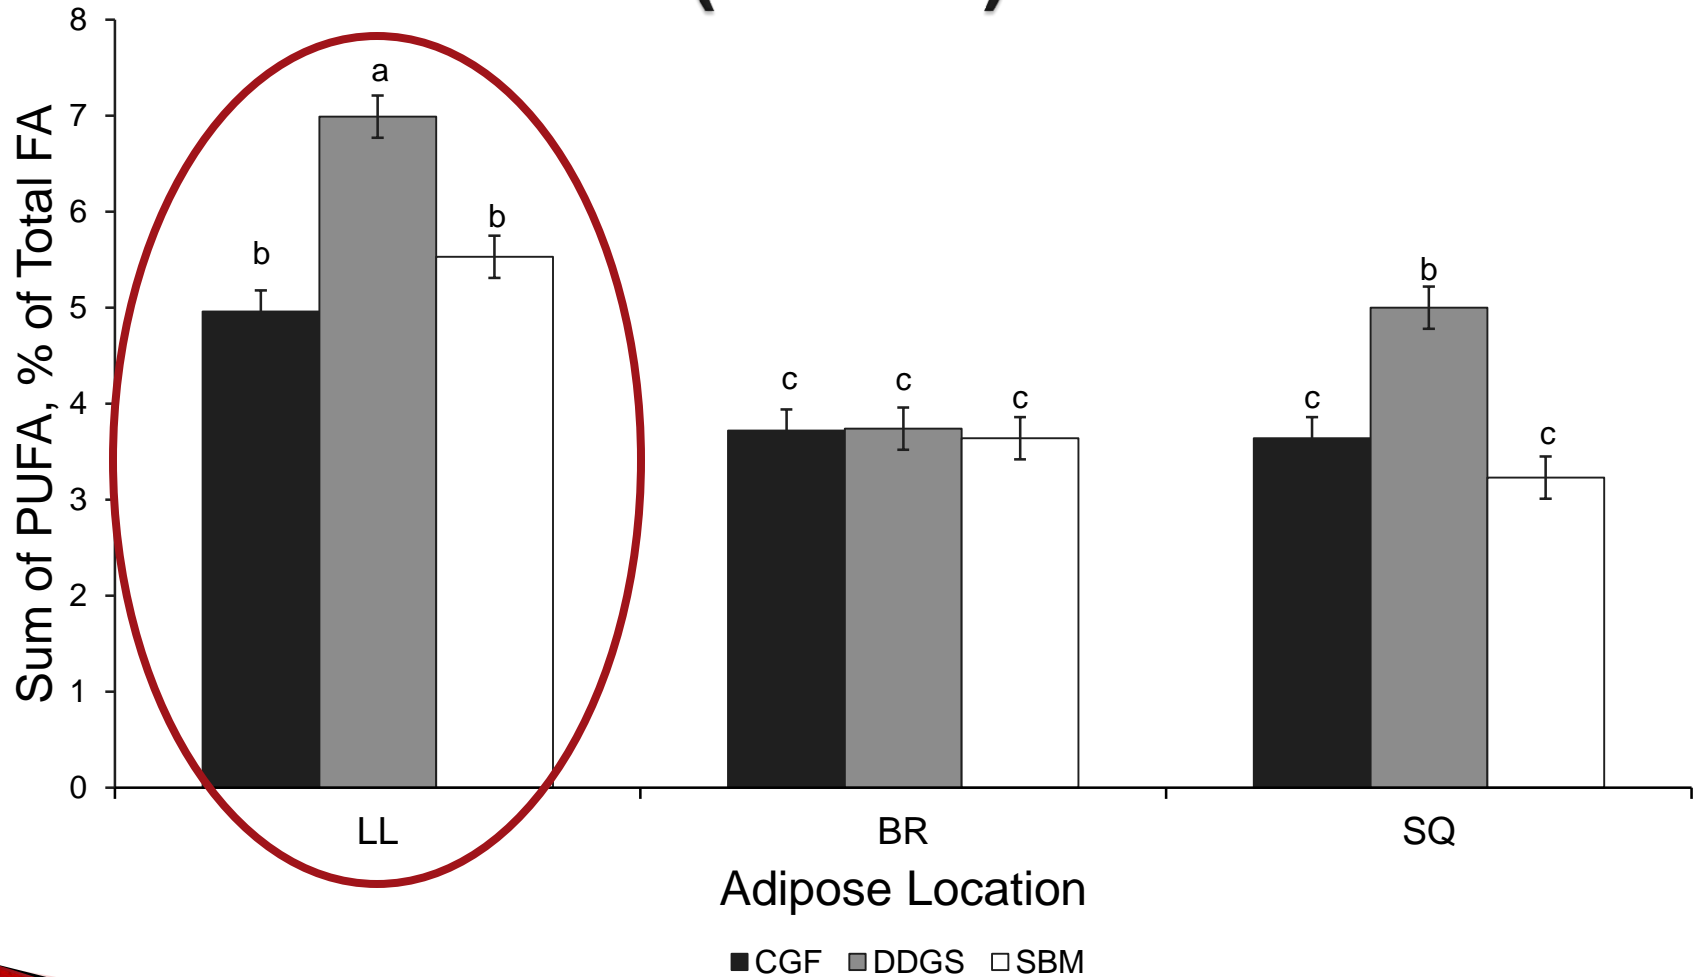 8
7
6
5
4
3
2
1
0
Sum of PUFA, % of Total FA
a
b
b
c
c
c
b
c
c
LL
BR
SQ
Adipose Location
CGF DDGS SBM